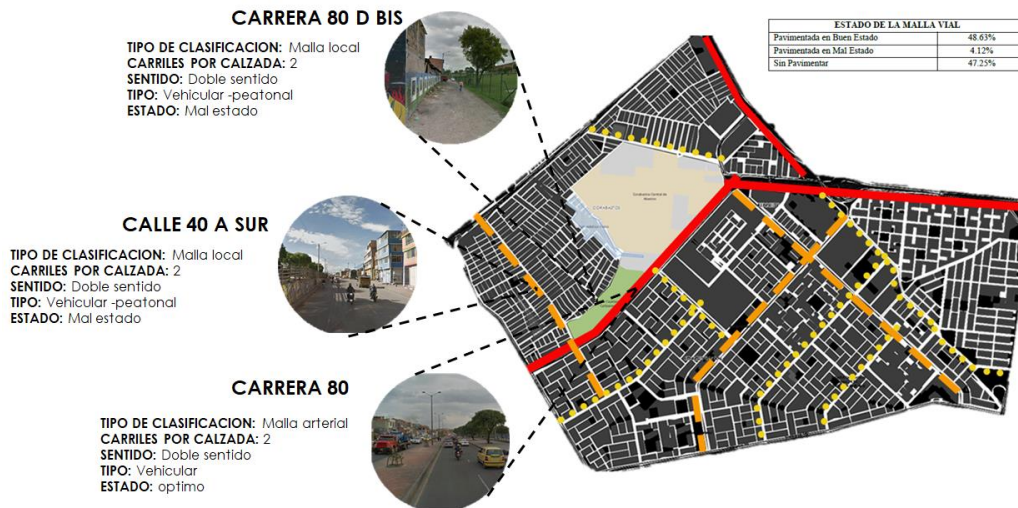 CARRERA 80 D BIS
TIPO DE CLASIFICACION: Malla local
CARRILES POR CALZADA: 2
SENTIDO: Doble sentido
TIPO: Vehicular -peatonal
ESTADO: Mal estado
ESTADO DE LA MALLA VIAL
Pavimentada en Buen Estado 48.63%
Pavimentada en Mal Estado 4.12%
Sin Pavimentar 47.25%
CALLE 40 A SUR
TIPO DE CLASIFICACION: Malla local
CARRILES POR CALZADA: 2
SENTIDO: Doble sentido
TIPO: Vehicular -peatonal
ESTADO: Mal estado
CARRERA 80
TIPO DE CLASIFICACION: Malla arterial
CARRILES POR CALZADA: 2
SENTIDO: Doble sentido
TIPO: Vehicular
ESTADO: optimo